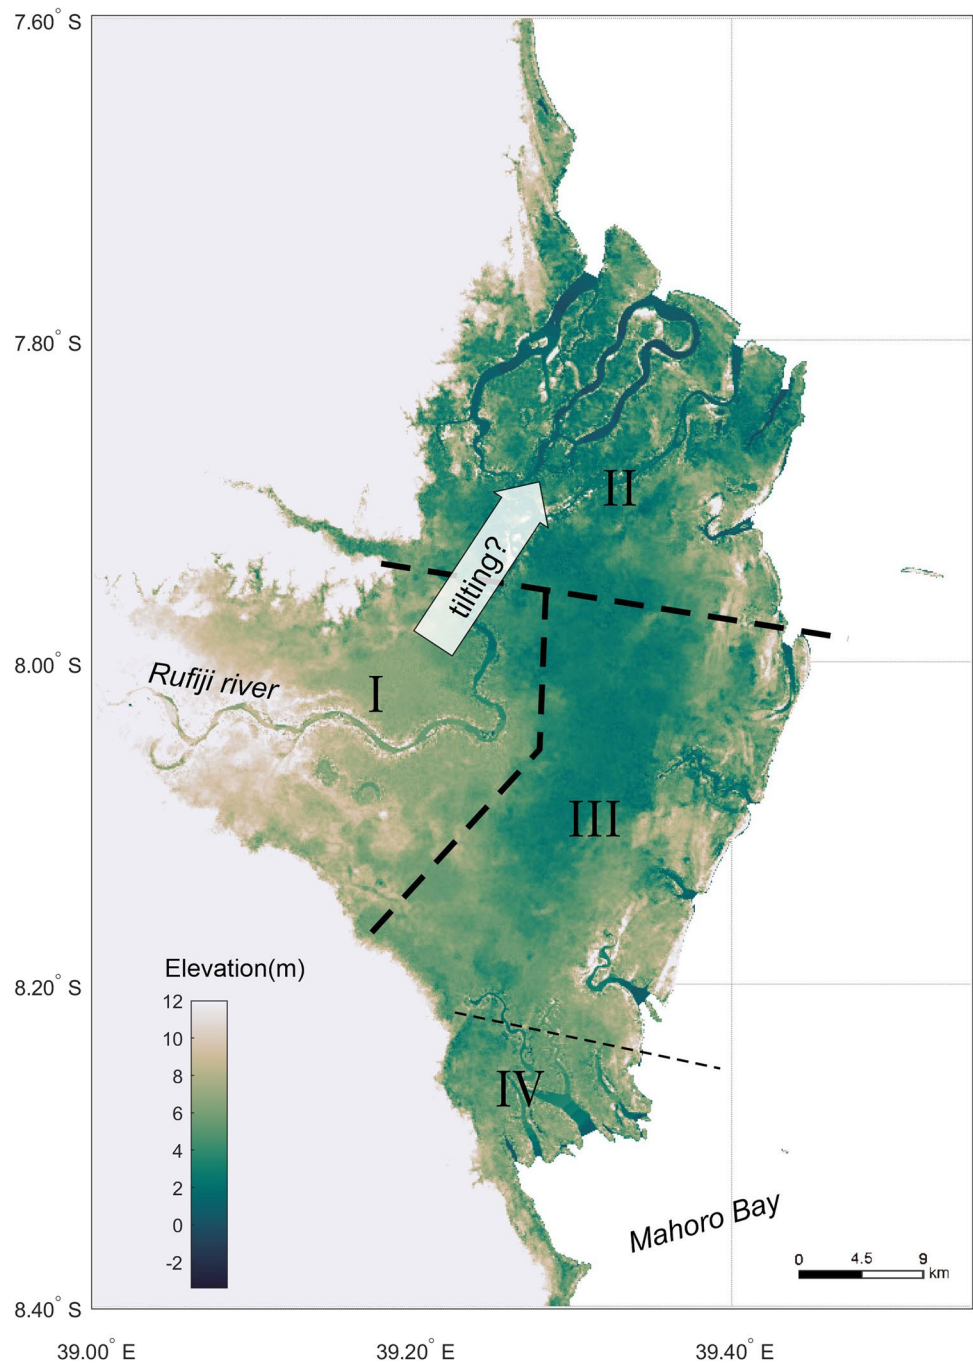 7.60° S
7.80° S
II
tilting?
8.00° S
Rufiji river
I
III
Elevation(m)
8.20° S
12
10
8
6
4
2
0
-2
IV
Mahoro Bay
0 4.5 9
km
8.40° S
39.00° E 39.20° E 39.40° E